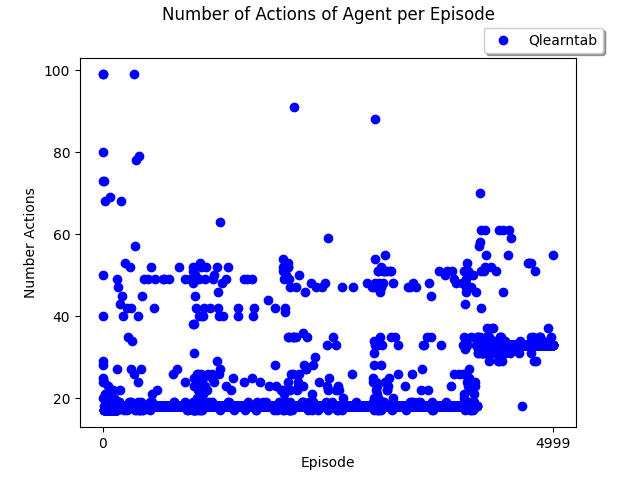 Number of Actions of Agent per Episode
Qlearntab
100
80
60
40
20
Number Actions
0
4999
Episode